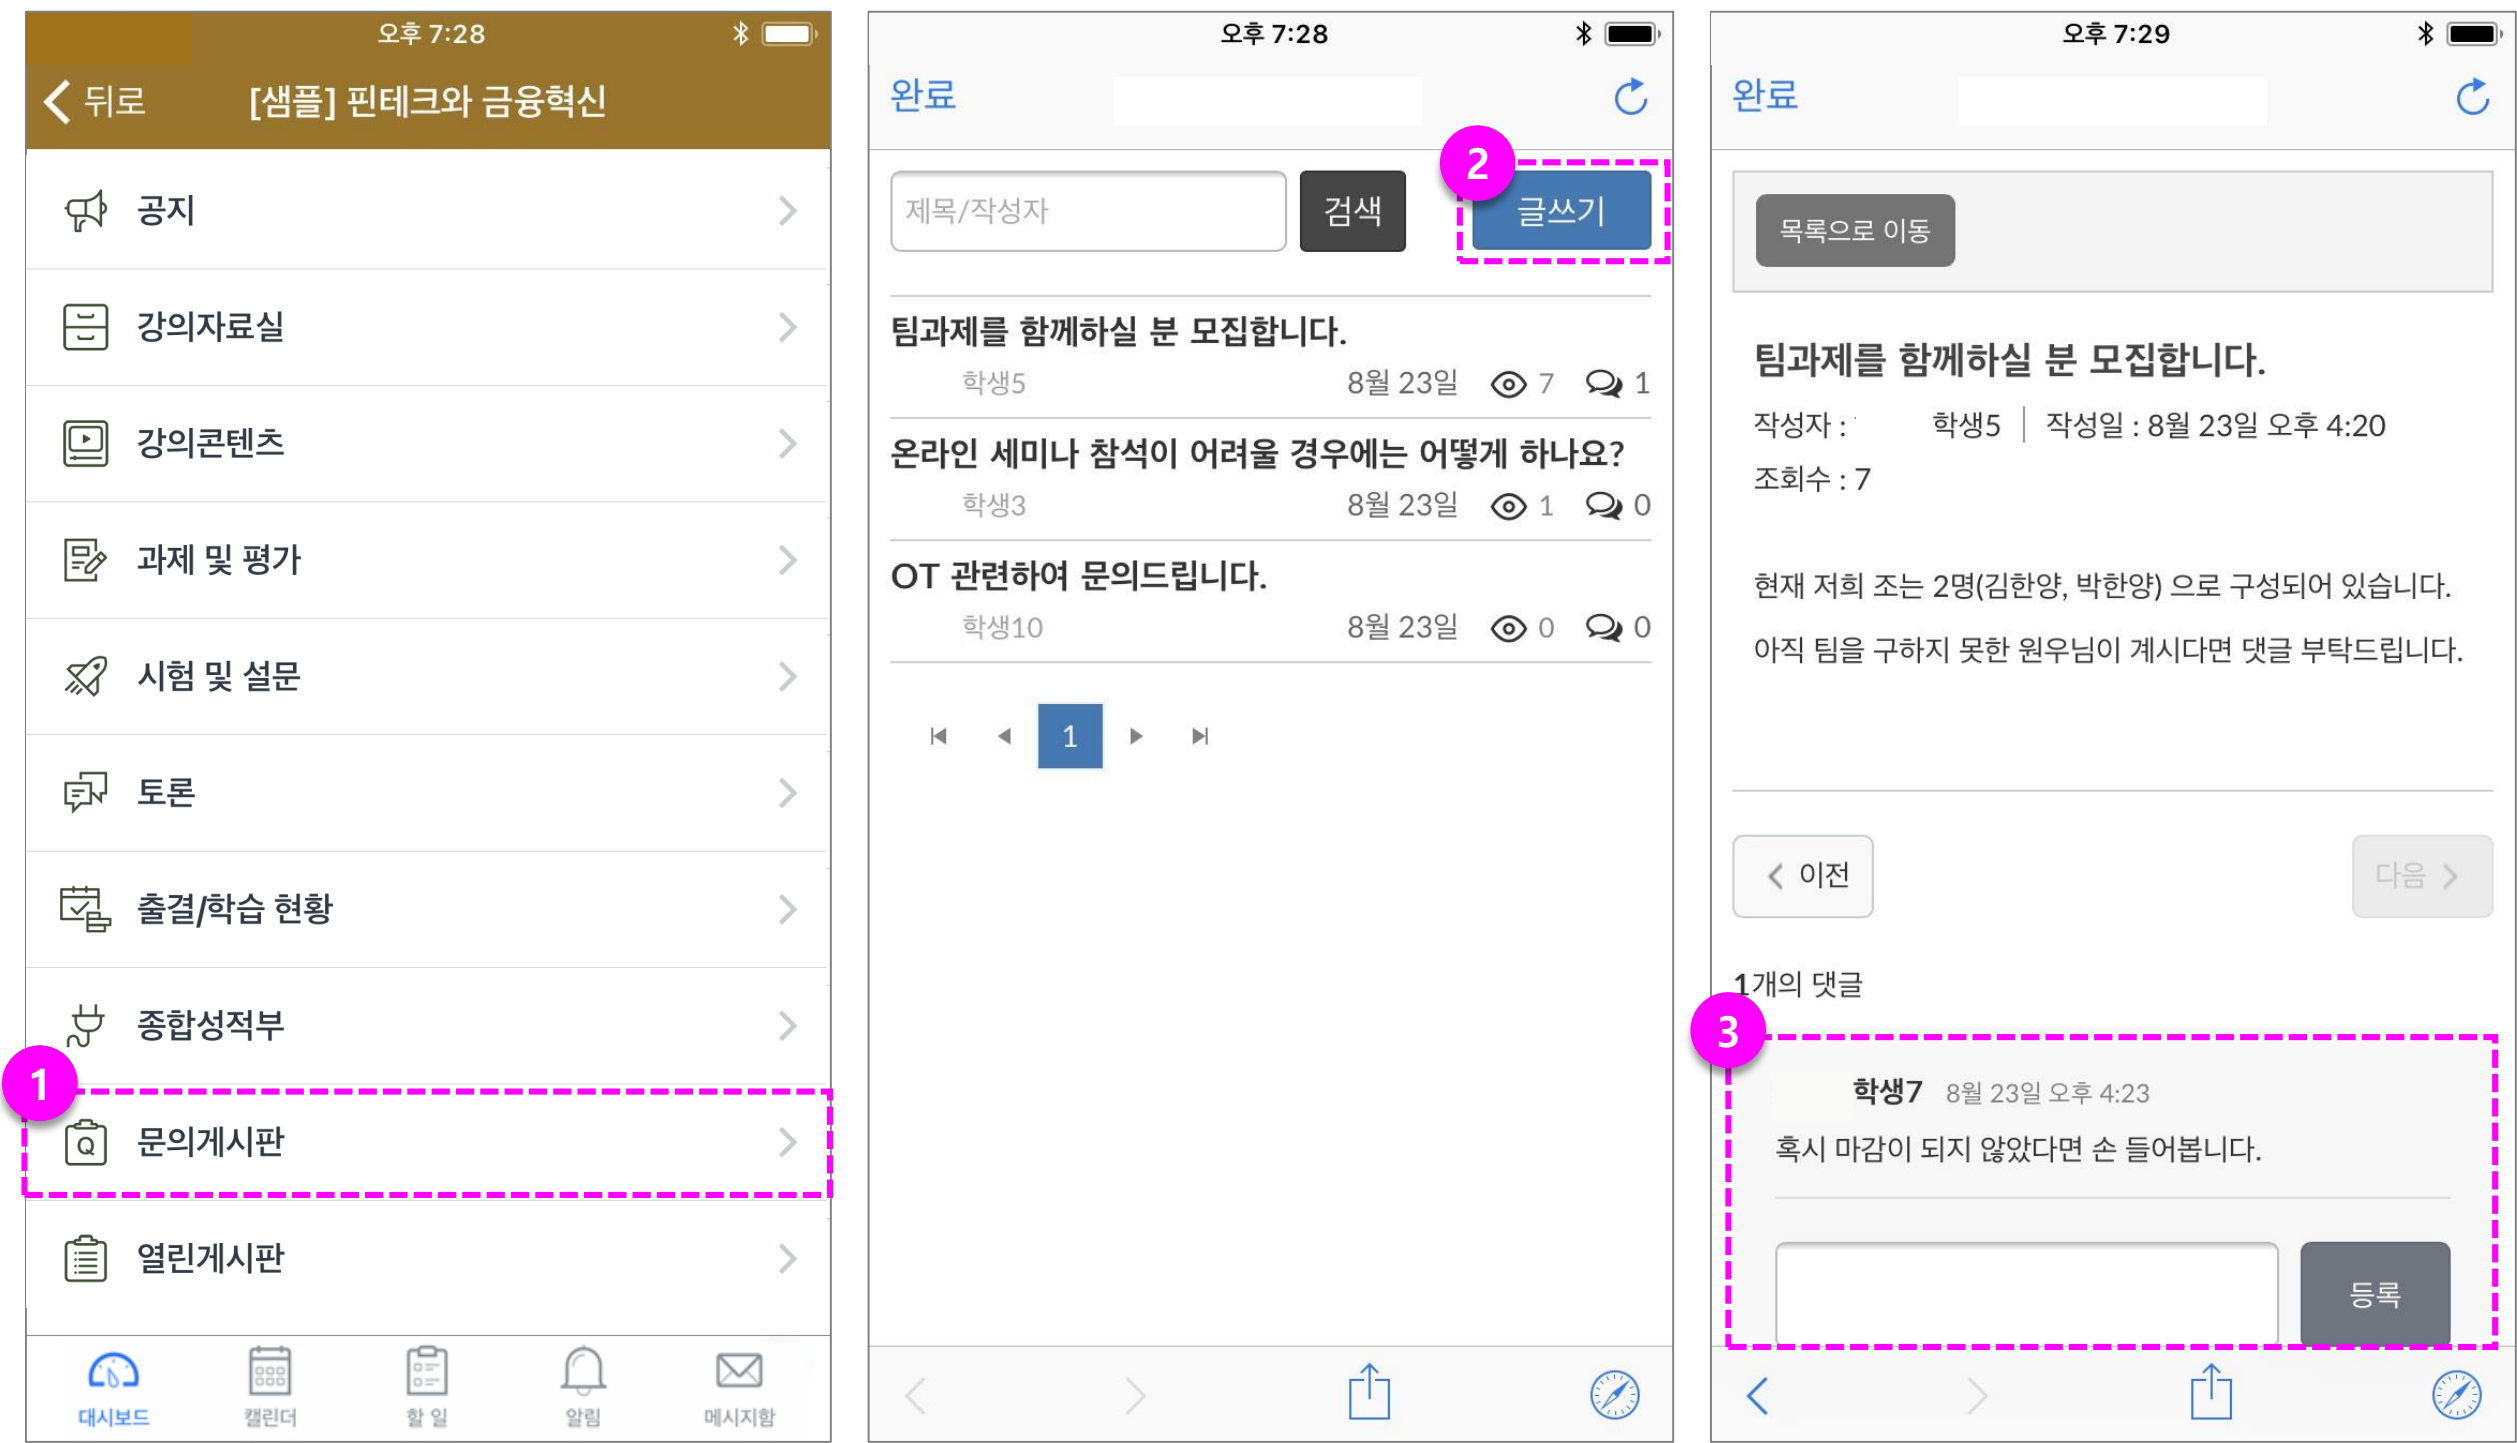 오후 7:28
뒤로
[샘플] 핀테크와 금융혁신
공지
강의자료실
강의콘텐츠
과제 및 평가
시험 및 설문
토론
출결/학습 현황
종합성적부
1
문의게시판
Q
열린게시판
대시보드
캘린더
할 일
알림
메시지함
오후 7:28
완료
2
제목/작성자
검색
글쓰기
팀과제를 함께하실 분 모집합니다.
학생5 8월 23일 7 1
온라인 세미나 참석이 어려울 경우에는 어떻게 하나요?
학생3 8월 23일 1 0
OT 관련하여 문의드립니다.
학생10 8월 23일 0 0
1
오후 7:29
완료
목록으로 이동
팀과제를 함께하실 분 모집합니다.
작성자 : 학생5 작성일 : 8월 23일 오후 4:20
조회수 : 7
현재 저희 조는 2명(김한양, 박한양) 으로 구성되어 있습니다.
아직 팀을 구하지 못한 원우님이 계시다면 댓글 부탁드립니다.
이전
다음
1개의 댓글
3
학생7 8월 23일 오후 4:23
혹시 마감이 되지 않았다면 손 들어봅니다.
등록